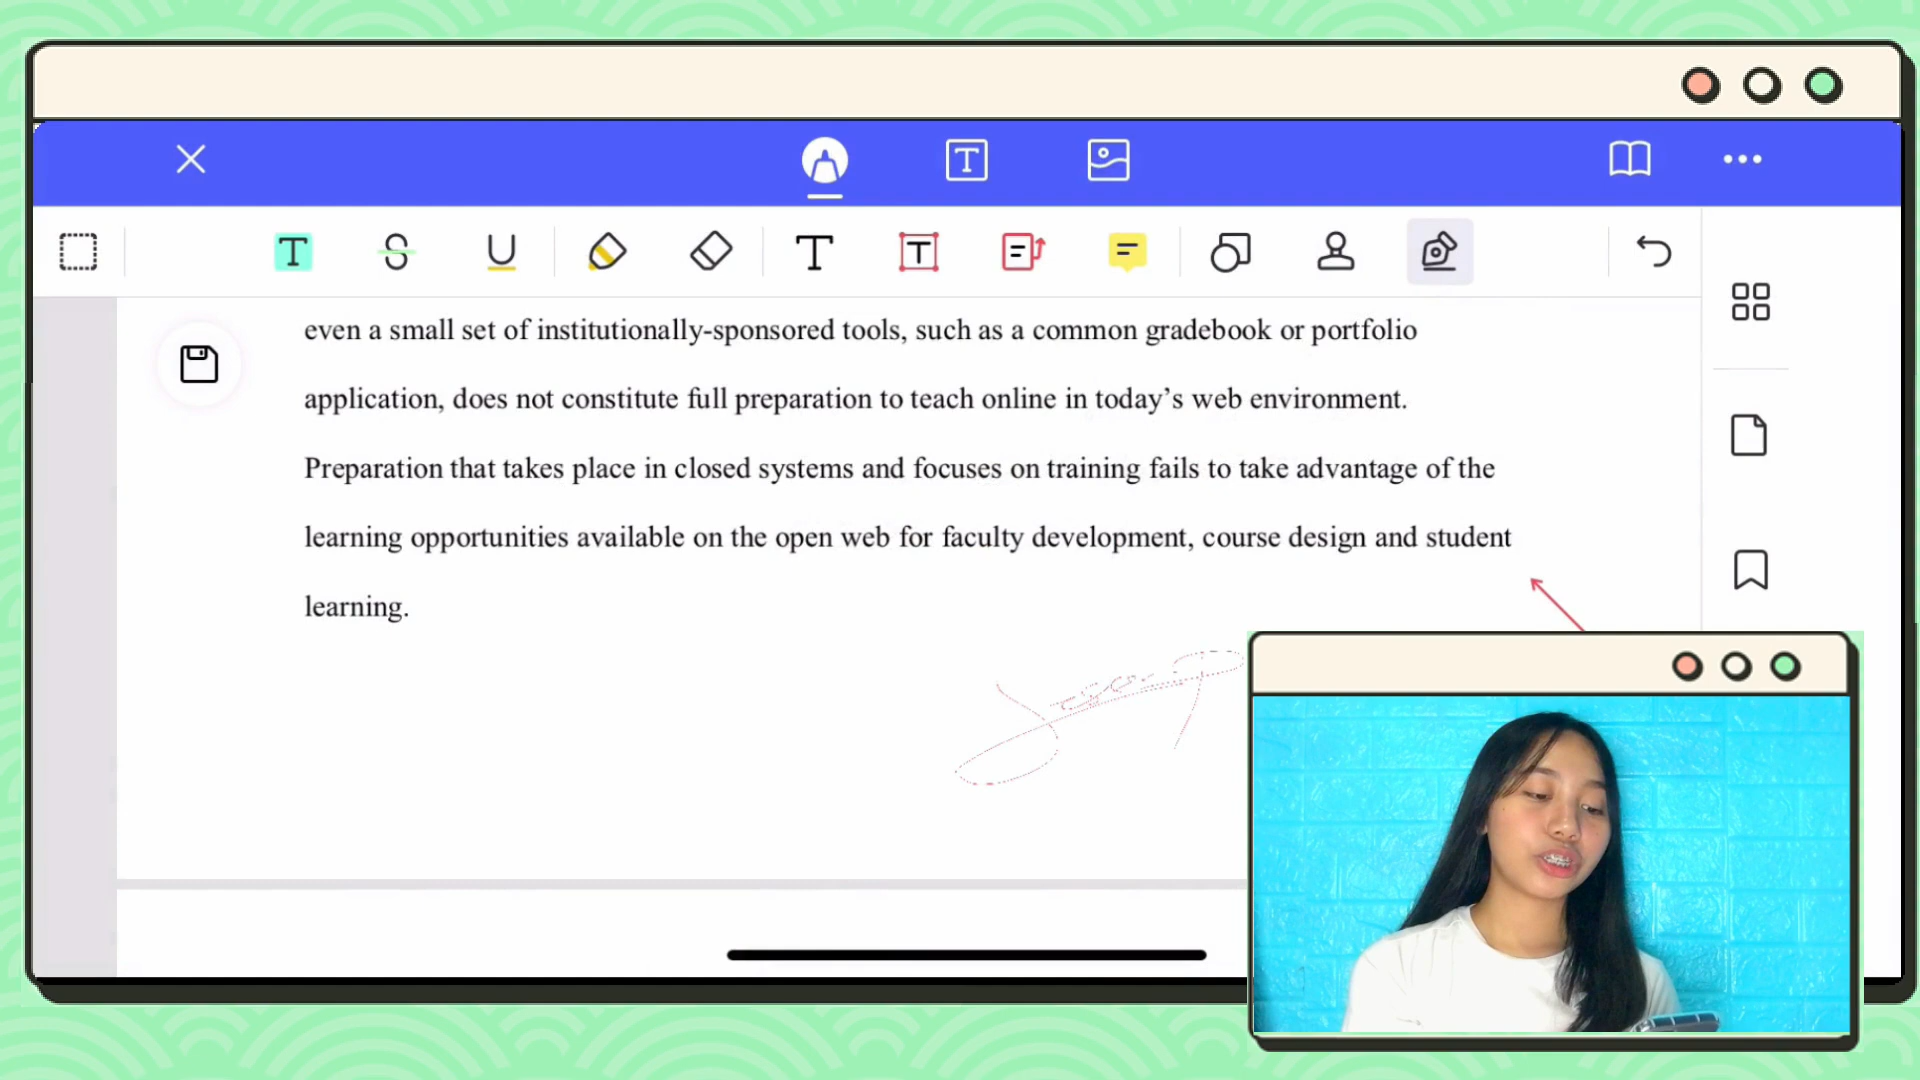 even a small set of institutionally-sponsored tools, such as a common gradebook or portfolio
application, does not constitute full preparation to teach online in today’s web environment.
Preparation that takes place in closed systems and focuses on training fails to take advantage of the
learning opportunities available on the open web for faculty development, course design and student
learning.